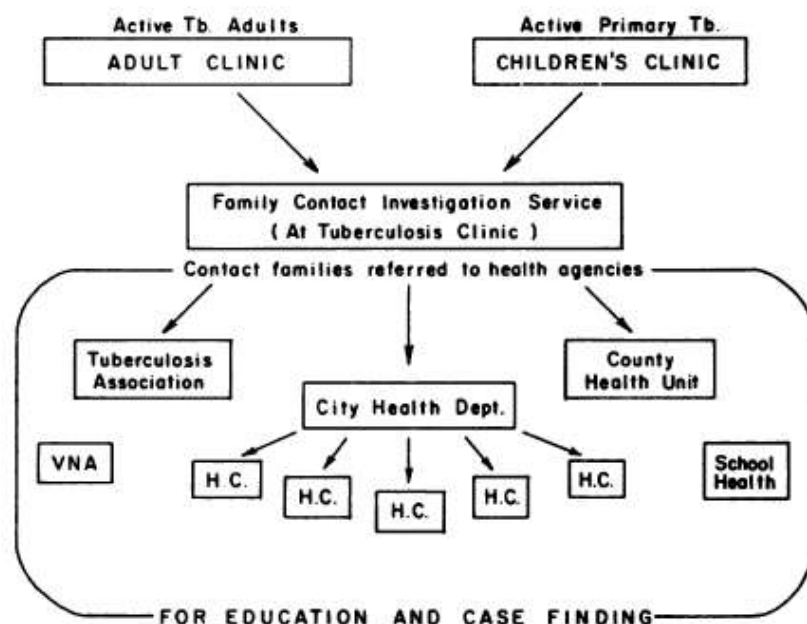 Active Tb. Adults
ADULT CLINIC
Active Primary Tb.
CHILDREN'S CLINIC
Family Contact Investigation Service
( At Tuberculosis Clinic )
Contact families referred to health agencies
Tuberculosis
Association
County
Health Unit
City Health Dept.
VNA
H.C.
H.C.
H.C.
H.C.
H.C.
School
Health
FOR EDUCATION AND CASE FINDING